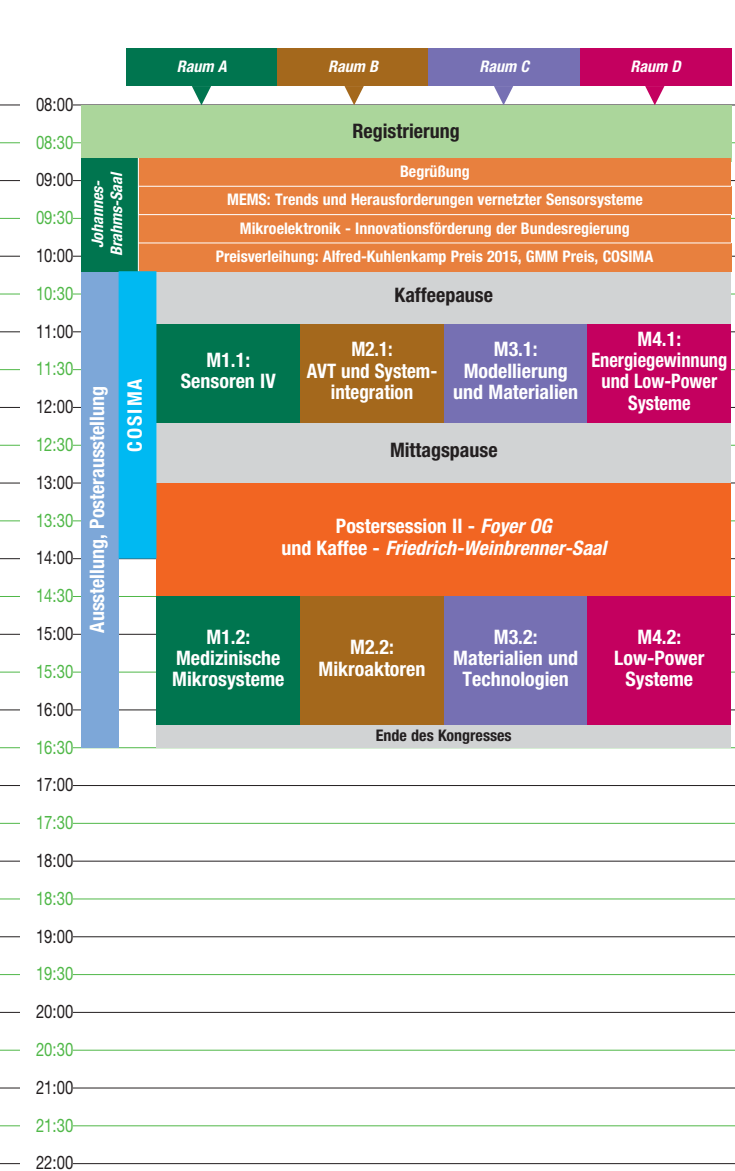 Raum A
Raum B
Raum C
Raum D
08:00
Registrierung
08:30
Johannes-
Brahms-Saal
Begrüßung
09:00
MEMS: Trends und Herausforderungen vernetzter Sensorsysteme
09:30
Mikroelektronik - Innovationsförderung der Bundesregierung
10:00
Preisverleihung: Alfred-Kuhlenkamp Preis 2015, GMM Preis, COSIMA
Ausstellung, Posterausstellung
COSIMA
10:30
Kaffeepause
11:00
M1.1:
Sensoren IV
M2.1:
AVT und System-
integration
M3.1:
Modellierung
und Materialien
M4.1:
Energiegewinnung
und Low-Power
Systeme
11:30
12:00
12:30
Mittagspause
13:00
13:30
Postersession II - Foyer OG
und Kaffee - Friedrich-Weinbrenner-Saal
14:00
14:30
15:00
M1.2:
Medizinische
Mikrosysteme
M2.2:
Mikroaktoren
M3.2:
Materialien und
Technologien
M4.2:
Low-Power
Systeme
15:30
16:00
Ende des Kongresses
16:30
17:00
17:30
18:00
18:30
19:00
19:30
20:00
20:30
21:00
21:30
22:00